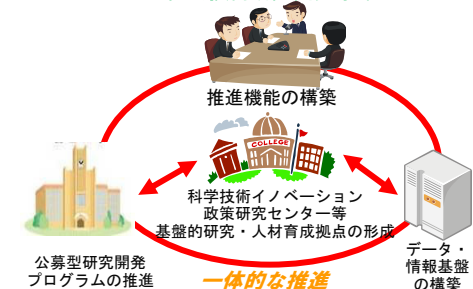 推進機能の構築
COLLEGE
科学技術イノベーション
政策研究センター等
基盤的研究・人材育成拠点の形成
データ・
情報基盤
の構築
公募型研究開発
プログラムの推進
一体的な推進